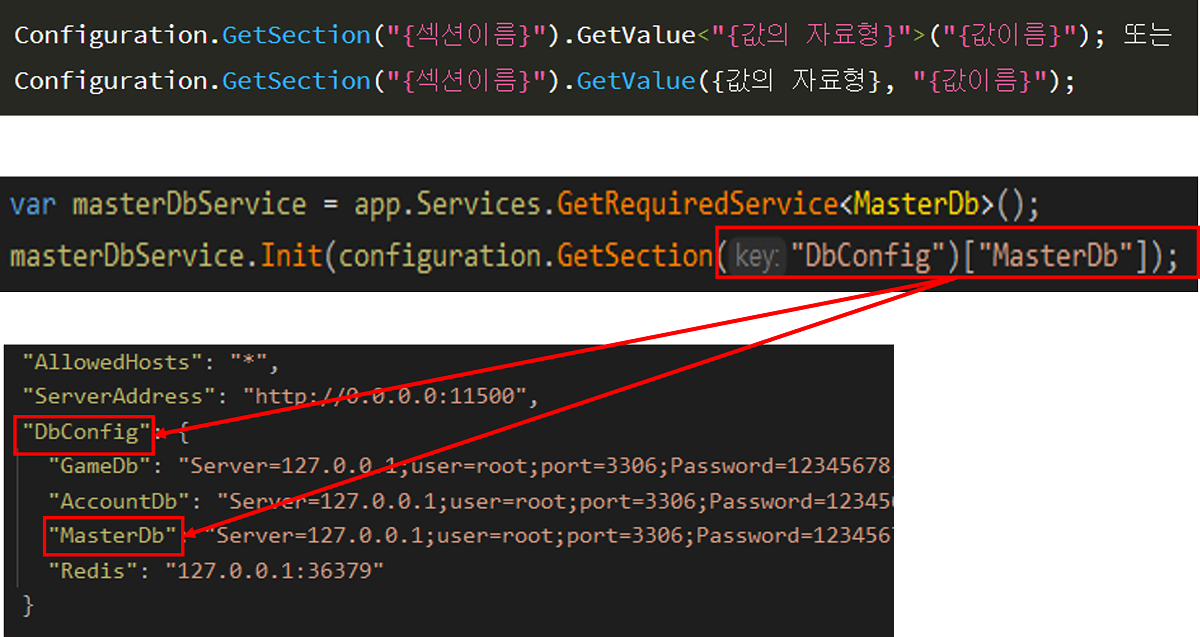 Configuration.GetSection("{섹션이름}").GetValue<"{값의 자료형}">("{값이름}"); 또는
Configuration.GetSection("{섹션이름}").GetValue({값의 자료형}, "{값이름}");
var masterDbService = app.Services.GetRequiredService<MasterDb>();
masterDbService.Init(configuration.GetSection(key:"DbConfig")["MasterDb"]);
"AllowedHosts": "*",
"ServerAddress": "http://0.0.0.0:11500",
"DbConfig": {
"GameDb": "Server=127.0.0.1;user=root;port=3306;Password=12345678
"AccountDb": "Server=127.0.0.1;user=root;port=3306;Password=12345
"MasterDb": "Server=127.0.0.1;user=root;port=3306;Password=123456
"Redis": "127.0.0.1:36379"
}